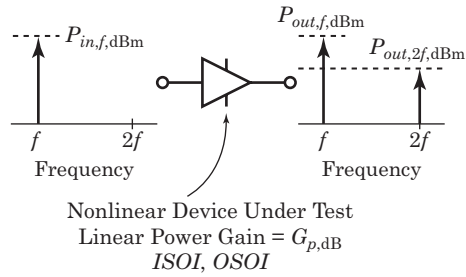 P_{in,f,dBm}
P_{out,f,dBm}
P_{out,2f,dBm}
f 2f
Frequency
f 2f
Frequency
Nonlinear Device Under Test
Linear Power Gain = G_{p,dB}
ISOI, OSOI